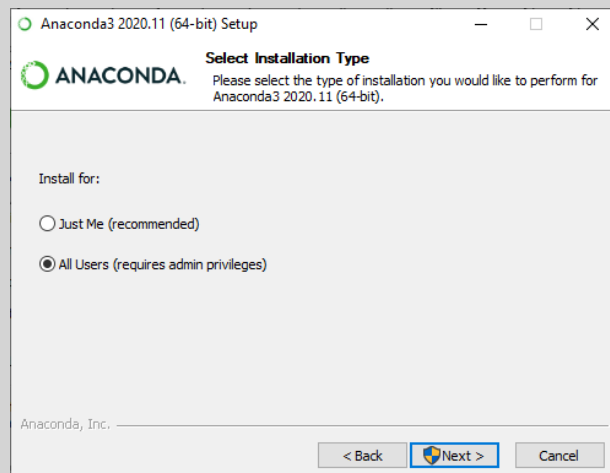 Anaconda3 2020.11 (64-bit) Setup
Select Installation Type
ANACONDA.
Please select the type of installation you would like to perform for
Anaconda3 2020.11 (64-bit).
Install for:
Just Me (recommended)
All Users (requires admin privileges)
Anaconda, Inc.
< Back
Next >
Cancel